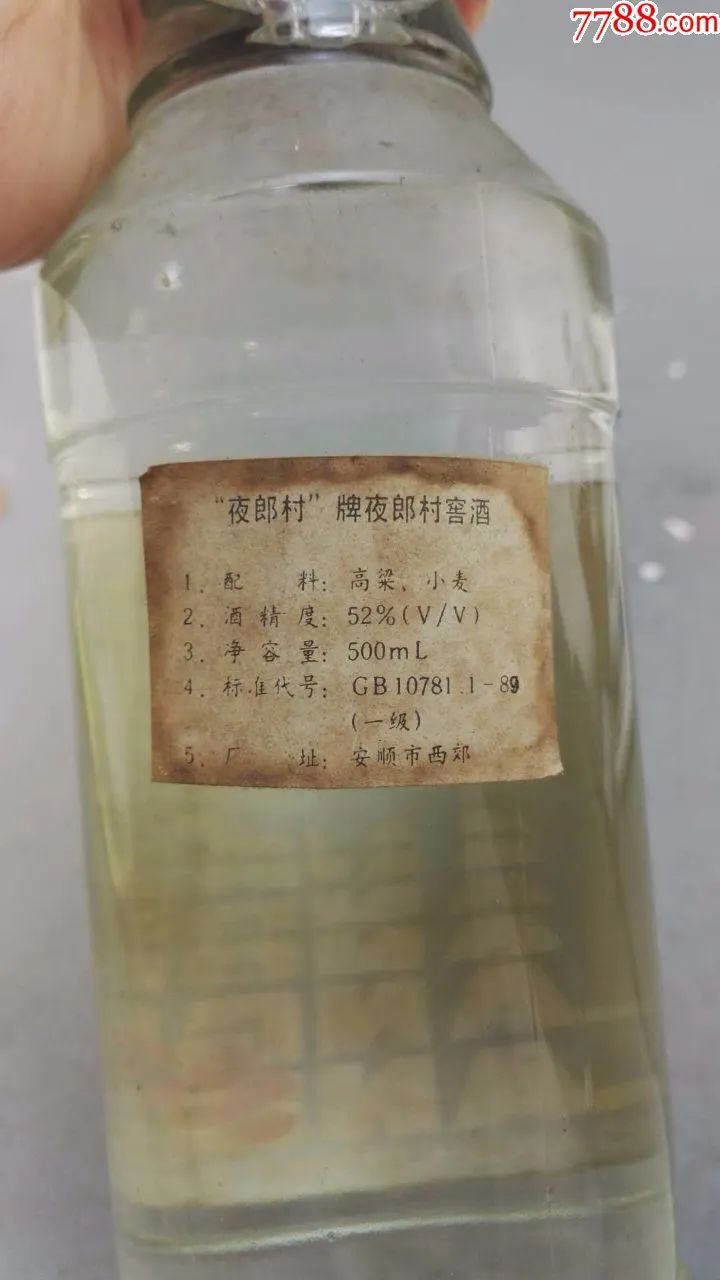 7788.com
“夜郎村”牌夜郎村窖酒
1. 配 料: 高粱、小麦
2. 酒精度: 52%(V/V)
3. 净容量: 500mL
4. 标准代号: GB10781.1-89
(一级)
5. 厂 址: 安顺市西郊